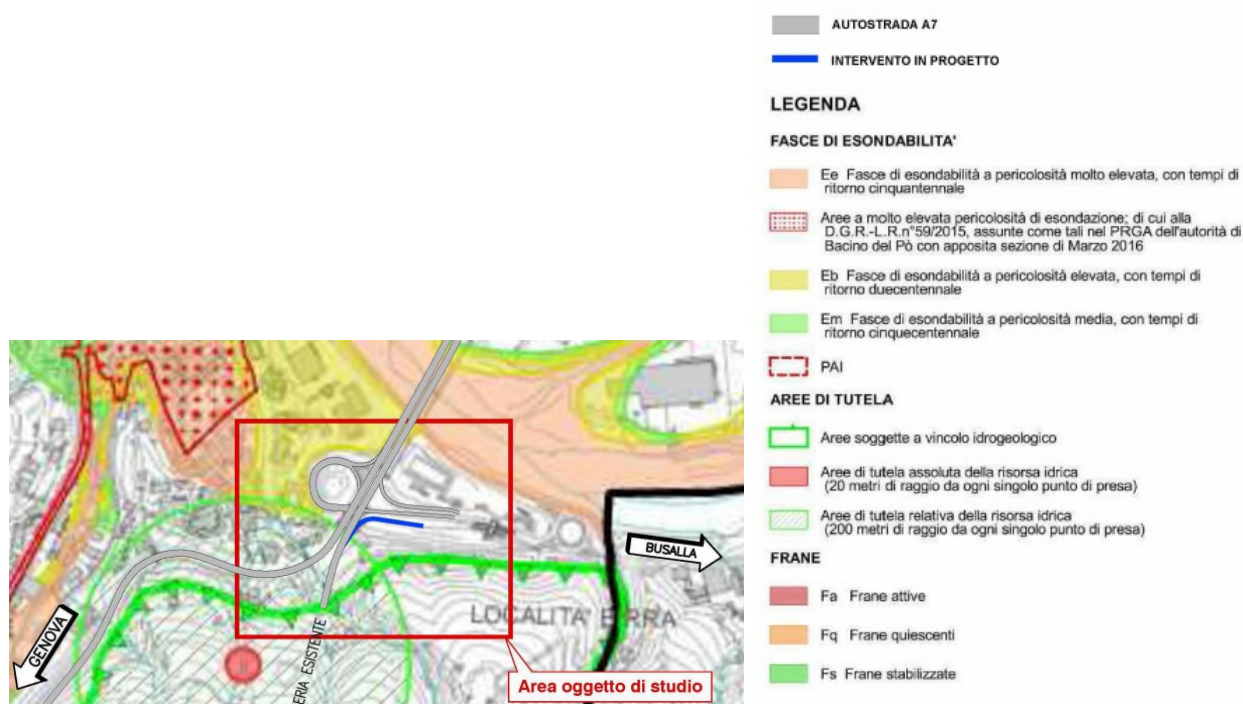 AUTOSTRADA A7
INTERVENTO IN PROGETTO
LEGENDA
FASCE DI ESONDABILITA'
Ee Fasce di esondabilità a pericolosità molto elevata, con tempi di
ritorno cinquantennale
Aree a molto elevata pericolosità di esondazione; di cui alla
D.G.R.-L.R.n°59/2015, assunte come tali nel PRGA dell'autorità di
Bacino del Pò con apposita sezione di Marzo 2016
Eb Fasce di esondabilità a pericolosità elevata, con tempi di
ritorno duecentennale
Em Fasce di esondabilità a pericolosità media, con tempi di
ritorno cinquecentennale
PAI
AREE DI TUTELA
Aree soggette a vincolo idrogeologico
Aree di tutela assoluta della risorsa idrica
(20 metri di raggio da ogni singolo punto di presa)
Aree di tutela relativa della risorsa idrica
(200 metri di raggio da ogni singolo punto di presa)
FRANE
Fa Frane attive
Fq Frane quiescenti
Fs Frane stabilizzate
BUSALLA
LOCALITA'
GENOVA
ERIA ESISTENTE
Area oggetto di studio